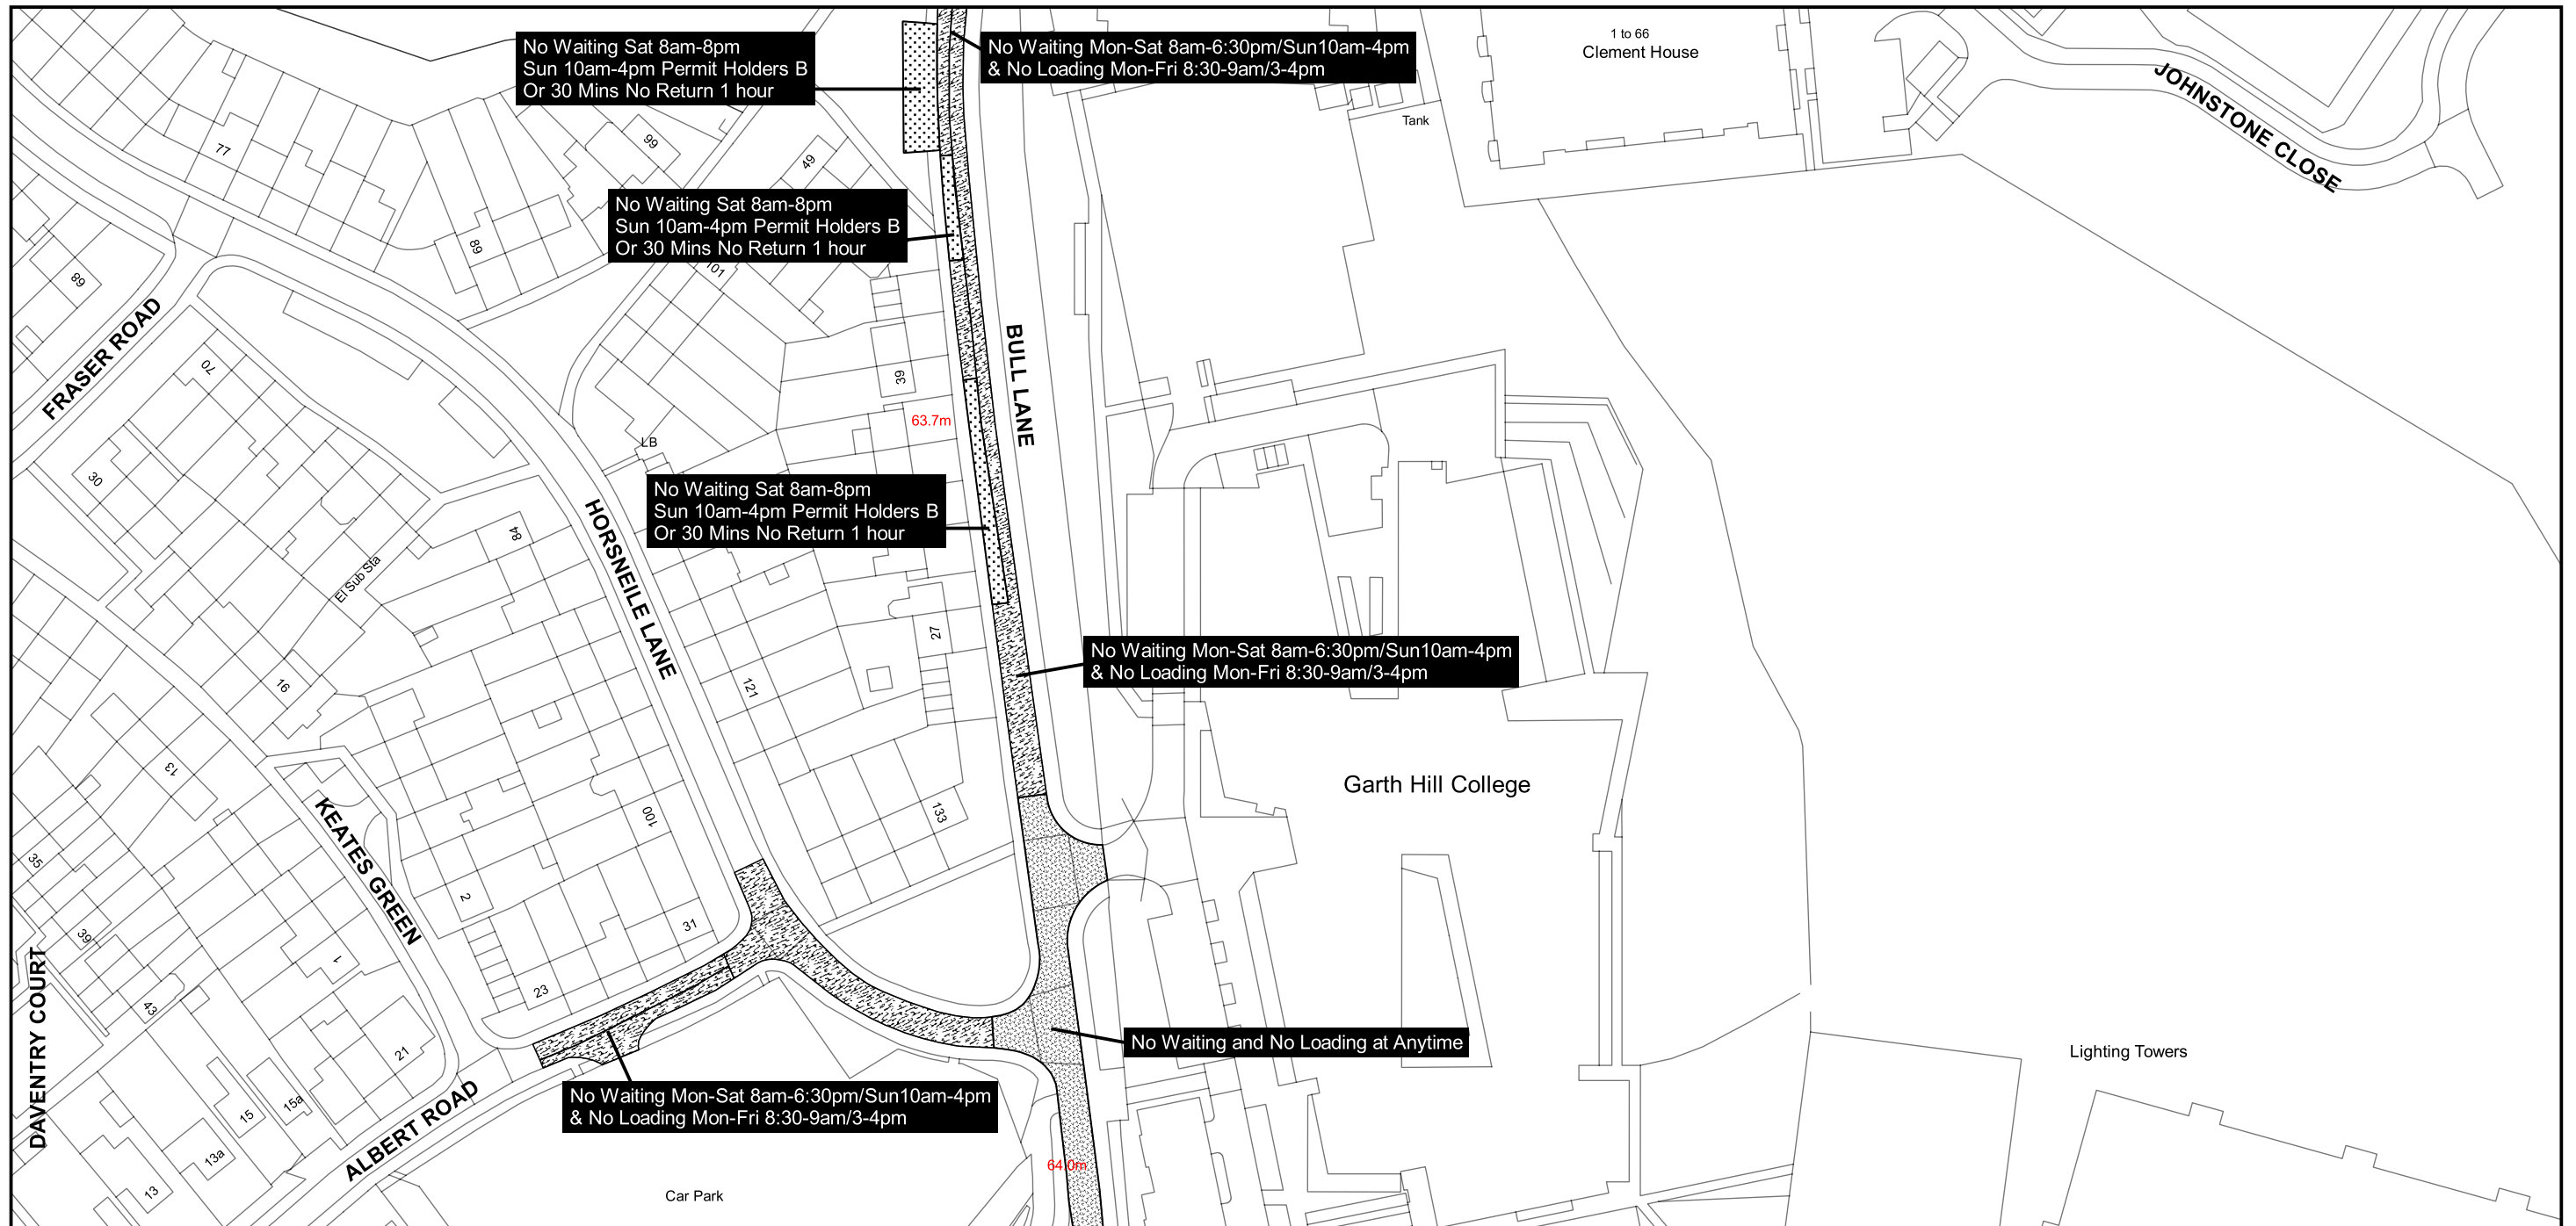 No Waiting Sat 8am-8pm
Sun 10am-4pm Permit Holders B
Or 30 Mins No Return 1 hour
No Waiting Mon-Sat 8am-6:30pm/Sun10am-4pm
& No Loading Mon-Fri 8:30-9am/3-4pm
1 to 66
Clement House
JOHNSTONE CLOSE
Tank
77
99
49
No Waiting Sat 8am-8pm
Sun 10am-4pm Permit Holders B
Or 30 Mins No Return 1 hour
89
101
68
FRASER ROAD
BULL LANE
70
39
63.7m
LB
30
No Waiting Sat 8am-8pm
Sun 10am-4pm Permit Holders B
Or 30 Mins No Return 1 hour
84
HORSNEILE LANE
El Sub Sta
27
No Waiting Mon-Sat 8am-6:30pm/Sun10am-4pm
& No Loading Mon-Fri 8:30-9am/3-4pm
16
121
13
Garth Hill College
KEATES GREEN
100
133
35
2
31
39
1
DAVENTRY COURT
43
23
21
No Waiting and No Loading at Anytime
Lighting Towers
No Waiting Mon-Sat 8am-6:30pm/Sun10am-4pm
& No Loading Mon-Fri 8:30-9am/3-4pm
15
15a
ALBERT ROAD
13a
13
64.0m
Car Park